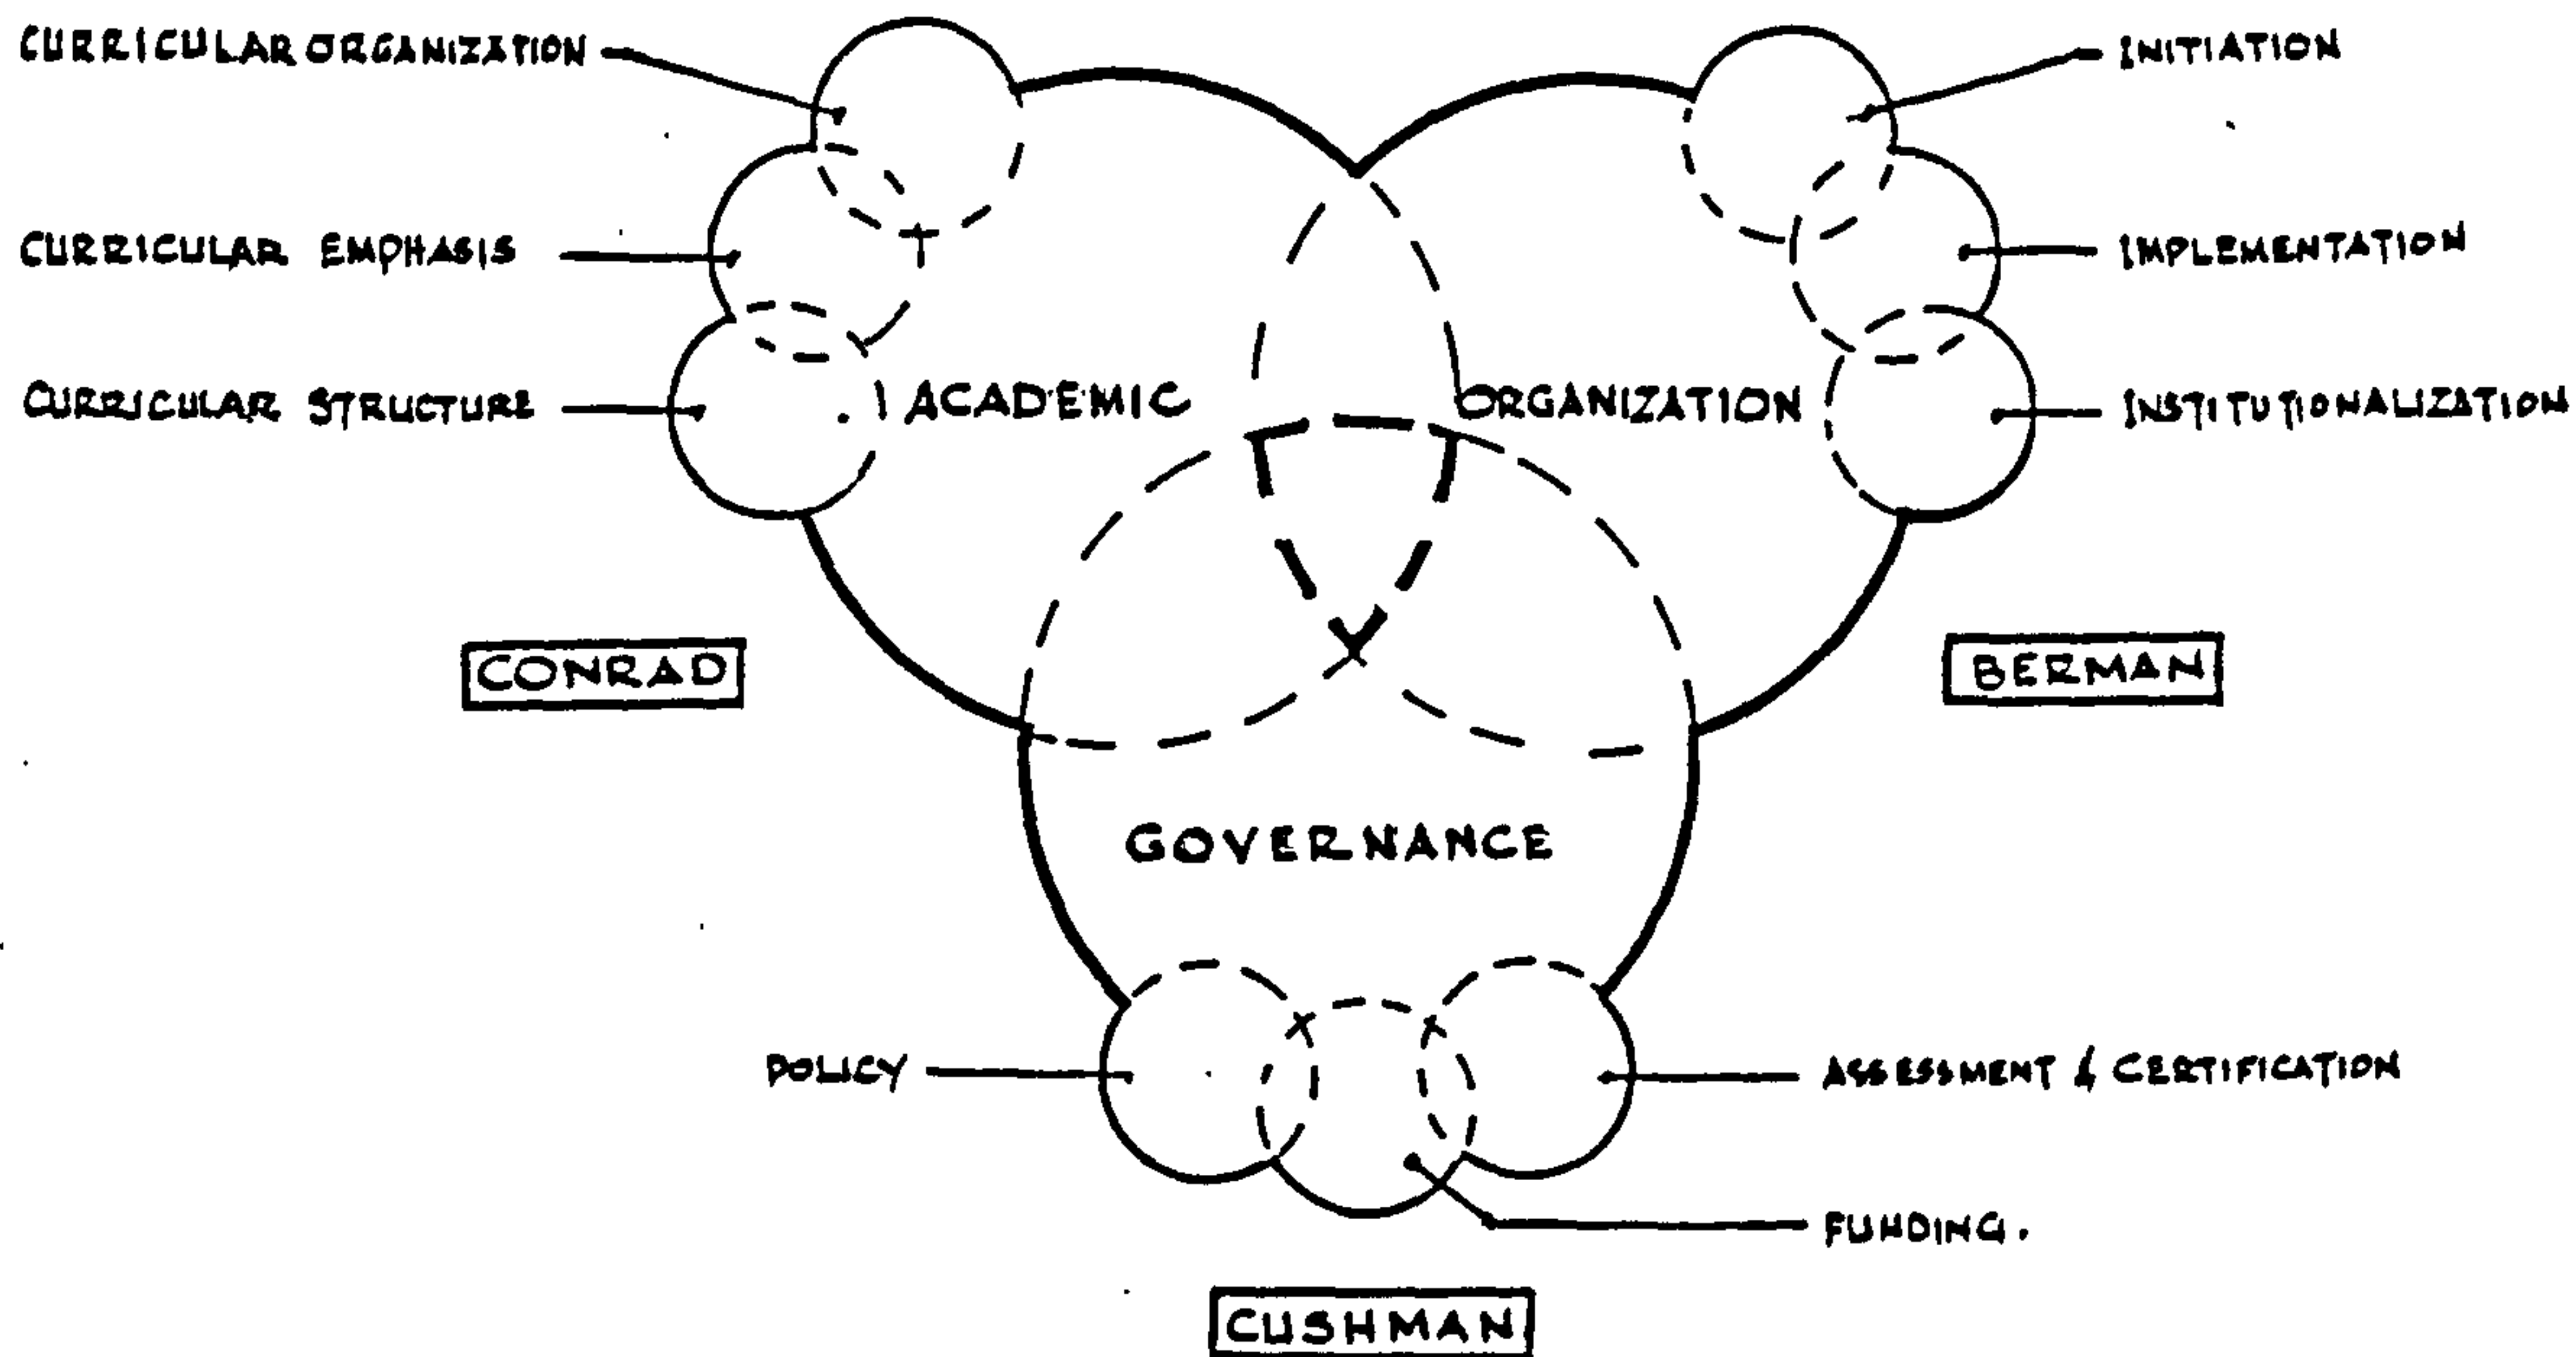 CURRICULAR ORGANIZATION
INITIATION
CURRICULAR EMPHASIS
IMPLEMENTATION
CURRICULAR STRUCTURE
ACADEMIC
ORGANIZATION
INSTITUTIONALIZATION
CONRAD
BERMAN
GOVERNANCE
POLICY
ASSESSMENT & CERTIFICATION
FUNDING.
CUSHMAN